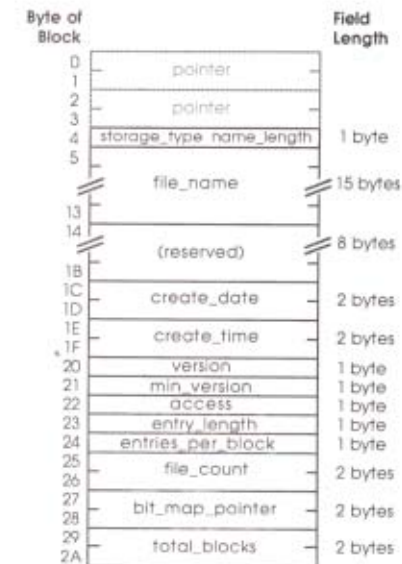 Byte of Block
Field Length
0
1
pointer
2
3
pointer
4
storage_type name_length
1 byte
5
file_name
15 bytes
13
14
(reserved)
8 bytes
1B
1C
create_date
2 bytes
1D
1E
create_time
2 bytes
1F
20
version
1 byte
21
min_version
1 byte
22
access
1 byte
23
entry_length
1 byte
24
entries_per_block
1 byte
25
file_count
2 bytes
26
27
bit_map_pointer
2 bytes
28
29
total_blocks
2 bytes
2A